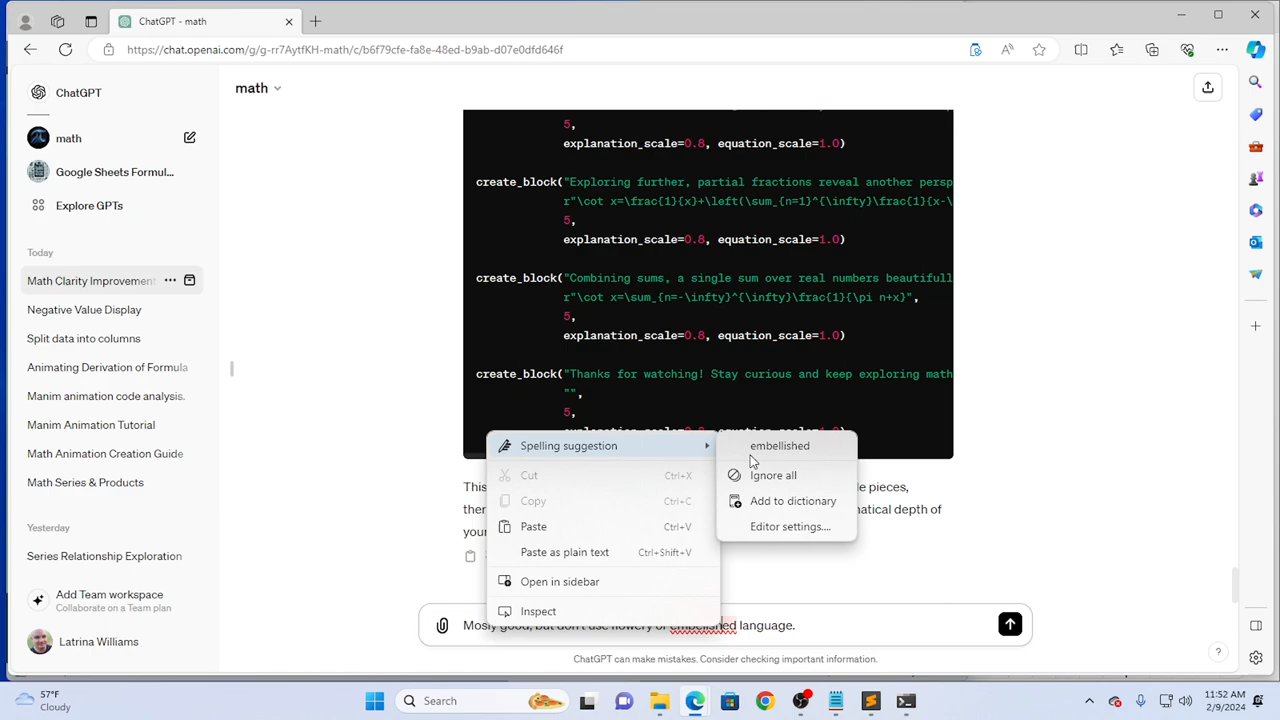 ChatGPT - math
https://chat.openai.com/g/g-rr7AytfKH-math/c/b6f79cfe-fa8e-48ed-b9ab-d07e0dfd646f
ChatGPT
math
Google Sheets Formul...
Explore GPTs
Today
Math Clarity Improvement
Negative Value Display
Split data into columns
Animating Derivation of Formula
Manim animation code analysis.
Manim Animation Tutorial
Math Animation Creation Guide
Math Series & Products
Yesterday
Series Relationship Exploration
Add Team workspace
Collaborate on a Team plan
Latrina Williams
math
5,
explanation_scale=0.8, equation_scale=1.0)
create_block("Exploring further, partial fractions reveal another persp
r"\cot x=\frac{1}{x}+\left(\sum_{n=1}^{\infty}\frac{1}{x-\
5,
explanation_scale=0.8, equation_scale=1.0)
create_block("Combining sums, a single sum over real numbers beautifull
r"\cot x=\sum_{n=-\infty}^{\infty}\frac{1}{\pi n+x}",
5,
explanation_scale=0.8, equation_scale=1.0)
create_block("Thanks for watching! Stay curious and keep exploring math
"",
5,
Spelling suggestion
Cut Ctrl+X
Copy Ctrl+C
Paste Ctrl+V
Paste as plain text Ctrl+Shift+V
Open in sidebar
Inspect
embellished
Ignore all
Add to dictionary
Editor settings....
This
pieces,
ther
matical depth of
your
Mosly good, but don't use flowery or embelished language.
ChatGPT can make mistakes. Consider checking important information.
?
57°F
Cloudy
Search
11:52 AM
2/9/2024